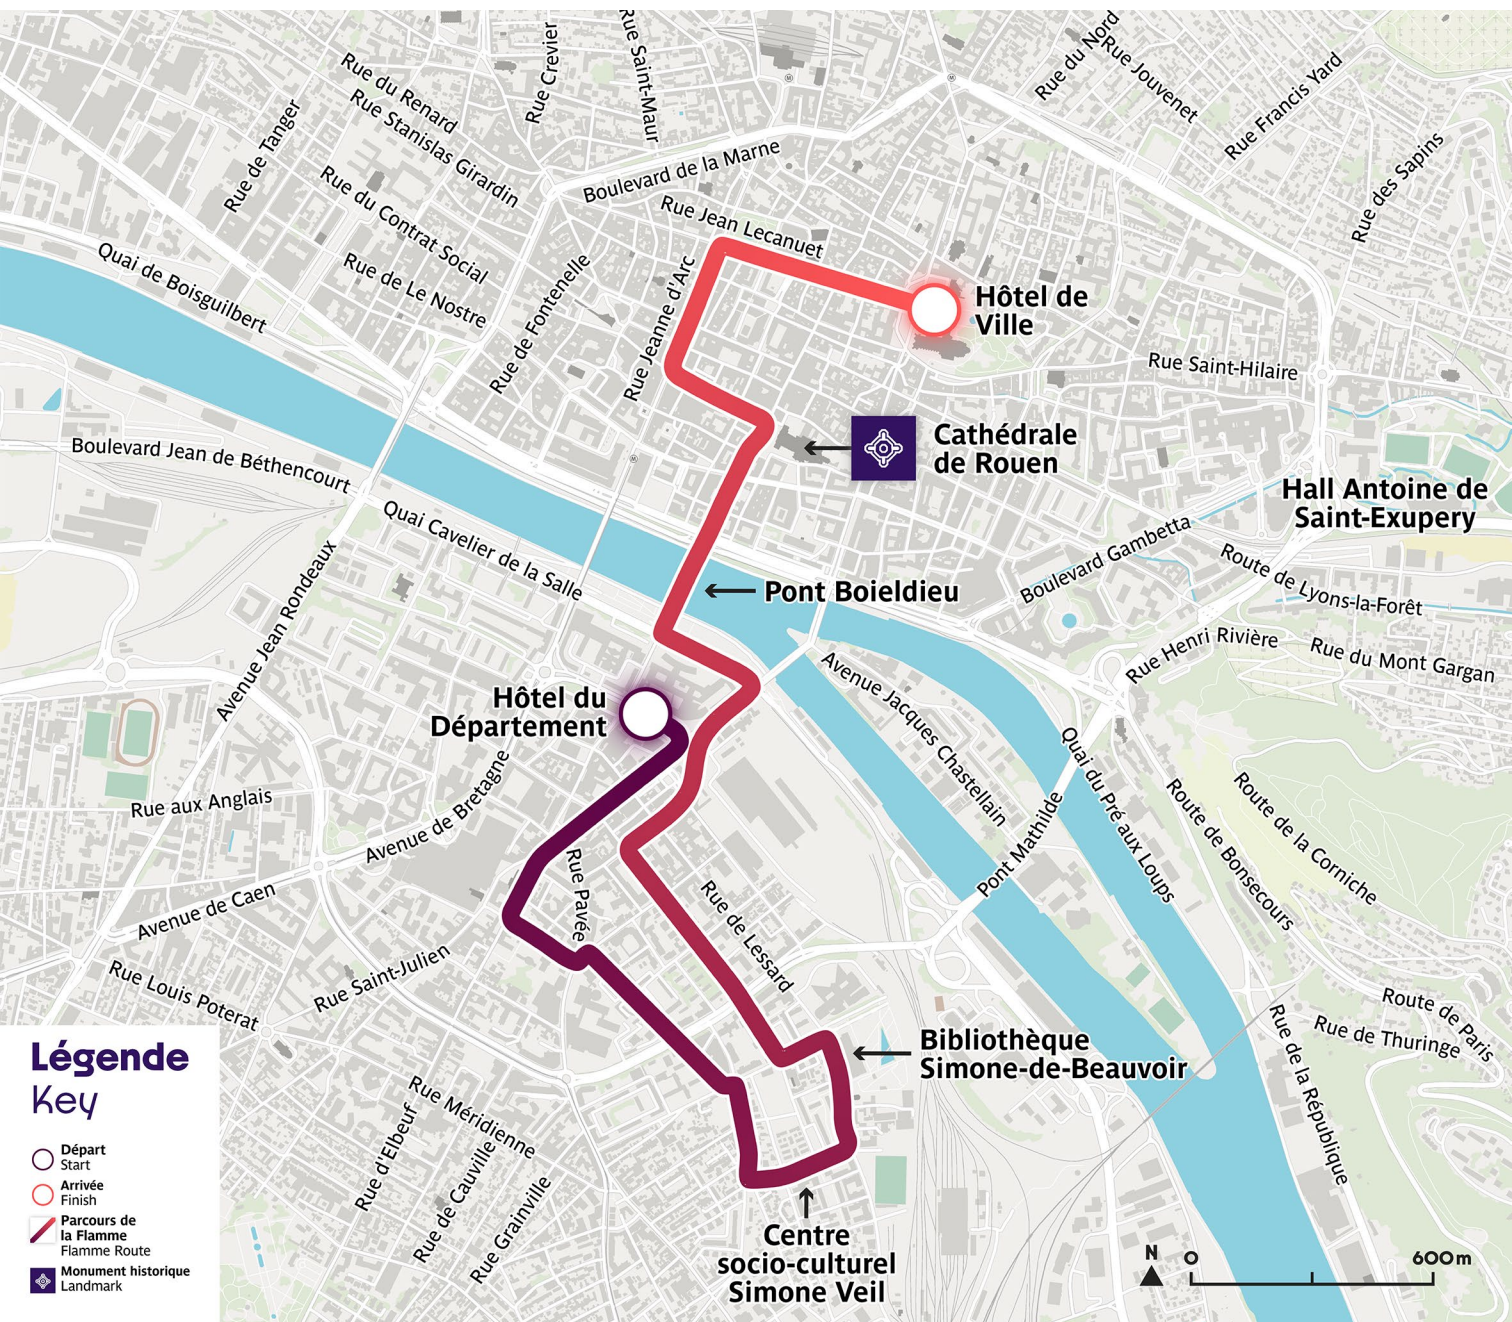 Rue du Renard
Rue Stanislas Girardin
Rue de Tanger
Rue du Contrat Social
Rue de Le Nostre
Quai de Boisguilbert
Rue Crevier
Rue Saint-Maur
Boulevard de la Marne
Rue du Nord
Rue Jouvenet
Rue Francis Yard
Rue des Sapins
Rue Jean Lecanuet
Rue de Fontenelle
Rue Jeanne d'Arc
Hôtel de
Ville
Rue Saint-Hilaire
Cathédrale
de Rouen
Boulevard Jean de Béthencourt
Quai Cavelier de la Salle
Hall Antoine de
Saint-Exupery
Boulevard Gambetta
Route de Lyons-la-Forêt
Pont Boieldieu
Avenue Jean Rondeaux
Rue Henri Rivière
Rue du Mont Gargan
Hôtel du
Département
Avenue Jacques Chastellain
Quai du Pré aux Loups
Rue aux Anglais
Avenue de Bretagne
Avenue de Caen
Rue Pavée
Pont Mathilde
Route de Bonsecours
Route de la Corniche
Rue de Lessard
Rue Louis Poterat
Rue Saint-Julien
Route de Paris
Rue de Thuringe
Rue de la République
Bibliothèque
Simone-de-Beauvoir
Rue Méridienne
Rue d'Elbeuf
Rue de Cauville
Rue Grainville
Centre
socio-culturel
Simone Veil
Légende
Key
Départ
Start
Arrivée
Finish
Parcours de
la Flamme
Flamme Route
Monument historique
Landmark
N 0 600m